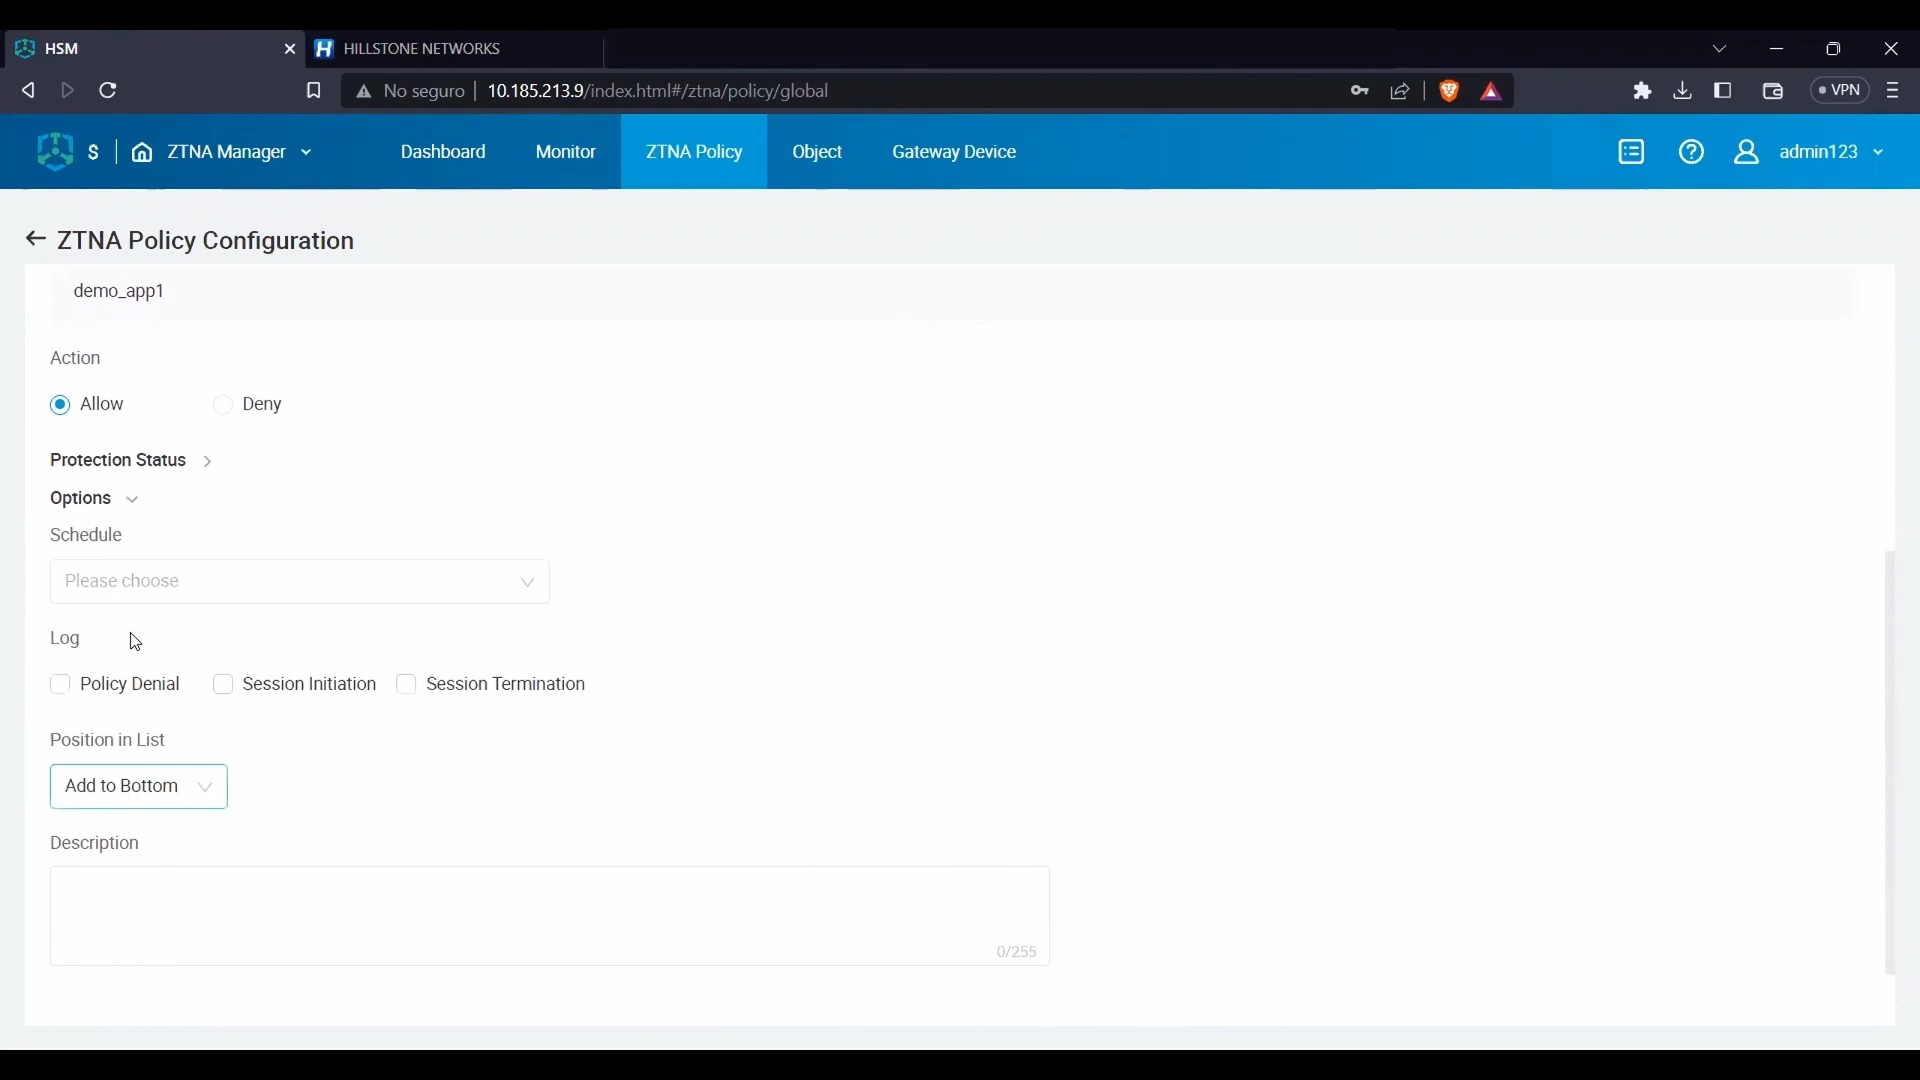 HSM
HILLSTONE NETWORKS
No seguro 10.185.213.9/index.html#/ztna/policy/global
VPN
S ZTNA Manager Dashboard Monitor ZTNA Policy Object Gateway Device admin123
ZTNA Policy Configuration
demo_app1
Action
Allow Deny
Protection Status
Options
Schedule
Please choose
Log
Policy Denial Session Initiation Session Termination
Position in List
Add to Bottom
Description
0/255